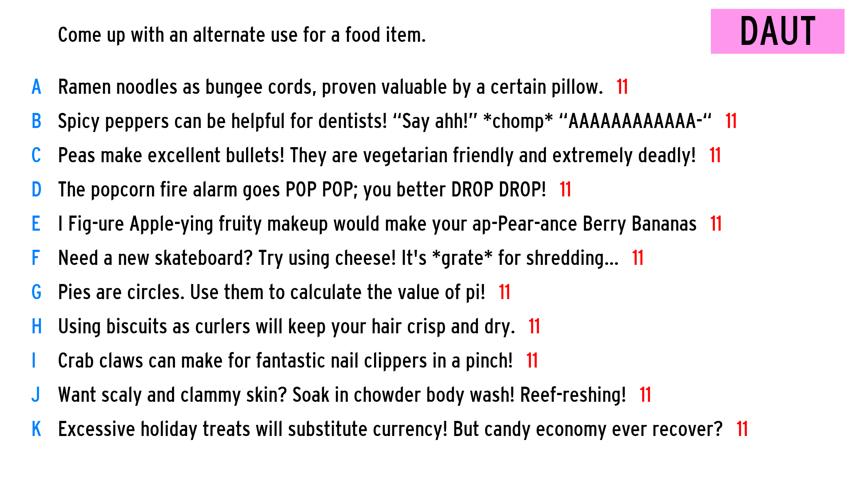 Come up with an alternate use for a food item.
DAUT
A Ramen noodles as bungee cords, proven valuable by a certain pillow. 11
B Spicy peppers can be helpful for dentists! “Say ahh!” *chomp* “AAAAAAAAAAAA-“ 11
C Peas make excellent bullets! They are vegetarian friendly and extremely deadly! 11
D The popcorn fire alarm goes POP POP; you better DROP DROP! 11
E I Fig-ure Apple-ying fruity makeup would make your ap-Pear-ance Berry Bananas 11
F Need a new skateboard? Try using cheese! It's *grate* for shredding... 11
G Pies are circles. Use them to calculate the value of pi! 11
H Using biscuits as curlers will keep your hair crisp and dry. 11
I Crab claws can make for fantastic nail clippers in a pinch! 11
J Want scaly and clammy skin? Soak in chowder body wash! Reef-reshing! 11
K Excessive holiday treats will substitute currency! But candy economy ever recover? 11